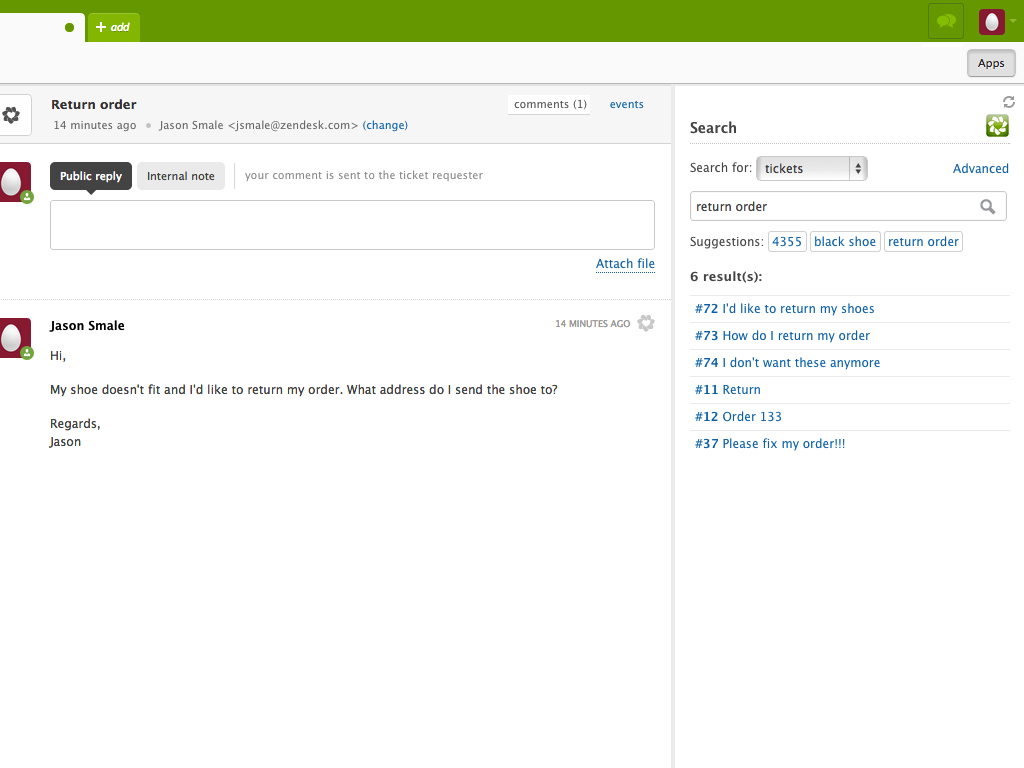 + add
Apps
Return order
comments (1) events
14 minutes ago • Jason Smale <jsmale@zendesk.com> (change)
Public reply Internal note your comment is sent to the ticket requester
Attach file
Jason Smale 14 MINUTES AGO
Hi,
My shoe doesn't fit and I'd like to return my order. What address do I send the shoe to?
Regards,
Jason
Search
Search for: tickets Advanced
return order
Suggestions: 4355 black shoe return order
6 result(s):
#72 I'd like to return my shoes
#73 How do I return my order
#74 I don't want these anymore
#11 Return
#12 Order 133
#37 Please fix my order!!!